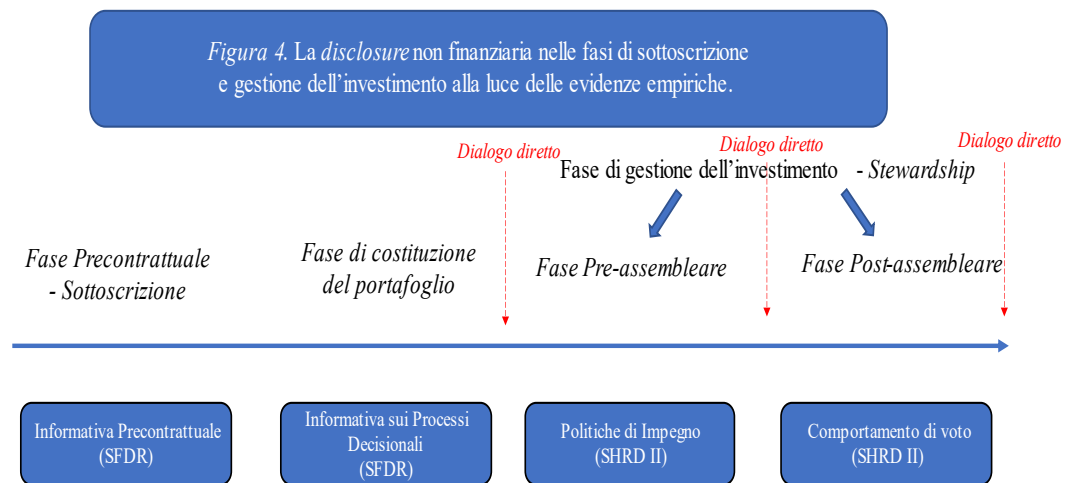 Figura 4. La disclosure non finanziaria nelle fasi di sottoscrizione
e gestione dell’investimento alla luce delle evidenze empiriche.
Dialogo diretto
Dialogo diretto
Dialogo diretto
Fase di gestione dell’investimento - Stewardship
Fase Precontrattuale
- Sottoscrizione
Fase di costituzione
del portafoglio
Fase Pre-assembleare
Fase Post-assembleare
Informativa Precontrattuale
(SFDR)
Informativa sui Processi
Decisionali
(SFDR)
Politiche di Impegno
(SHRD II)
Comportamento di voto
(SHRD II)